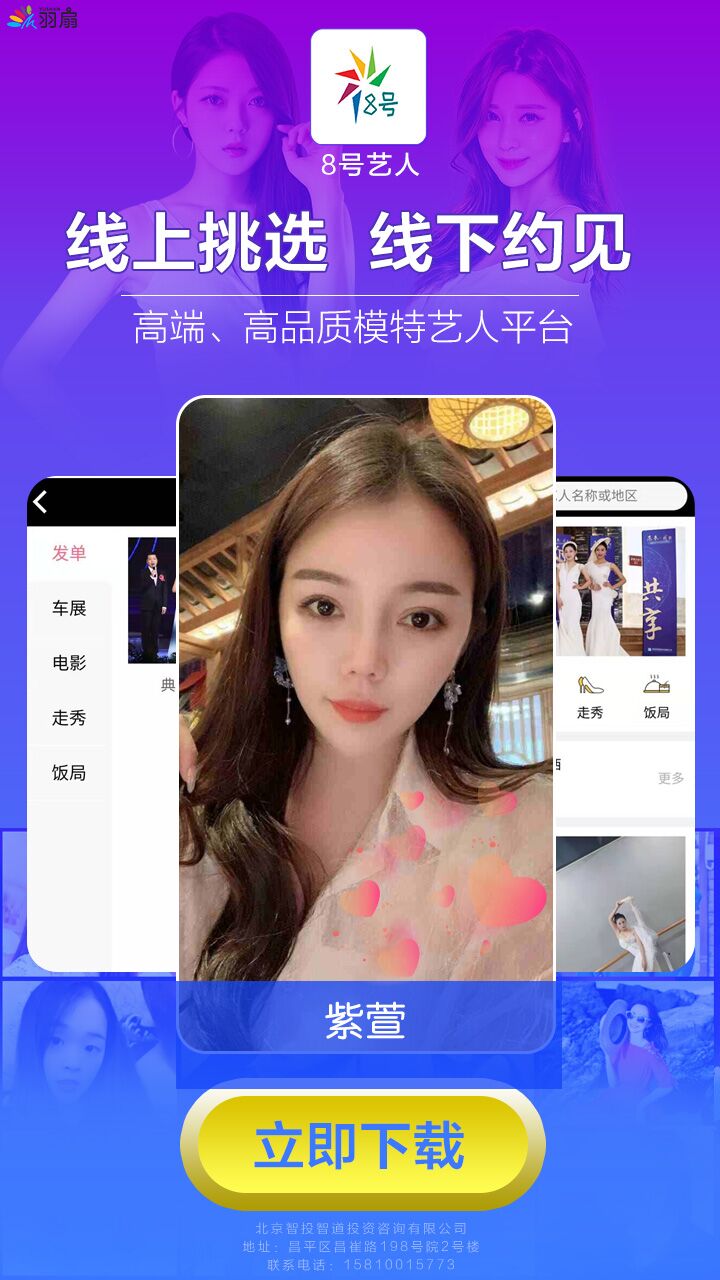 羽扇
8号
8号艺人
线上挑选 线下约见
高端、高品质模特艺人平台
人名称或地区
发单
车展
电影
走秀
饭局
典
共享
走秀
饭局
更多
紫萱
立即下载
北京智投智道投资咨询有限公司
地址：昌平区昌崔路198号院2号楼
联系电话：15810015773